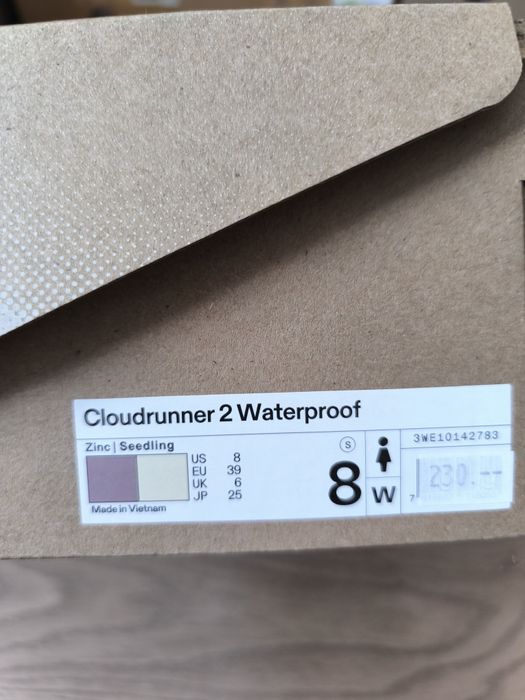 Cloudrunner 2 Waterproof
Zinc | Seedling
US 8
EU 39
UK 6
JP 25
Made in Vietnam
S
8
W
3WE10142783
230.--
7